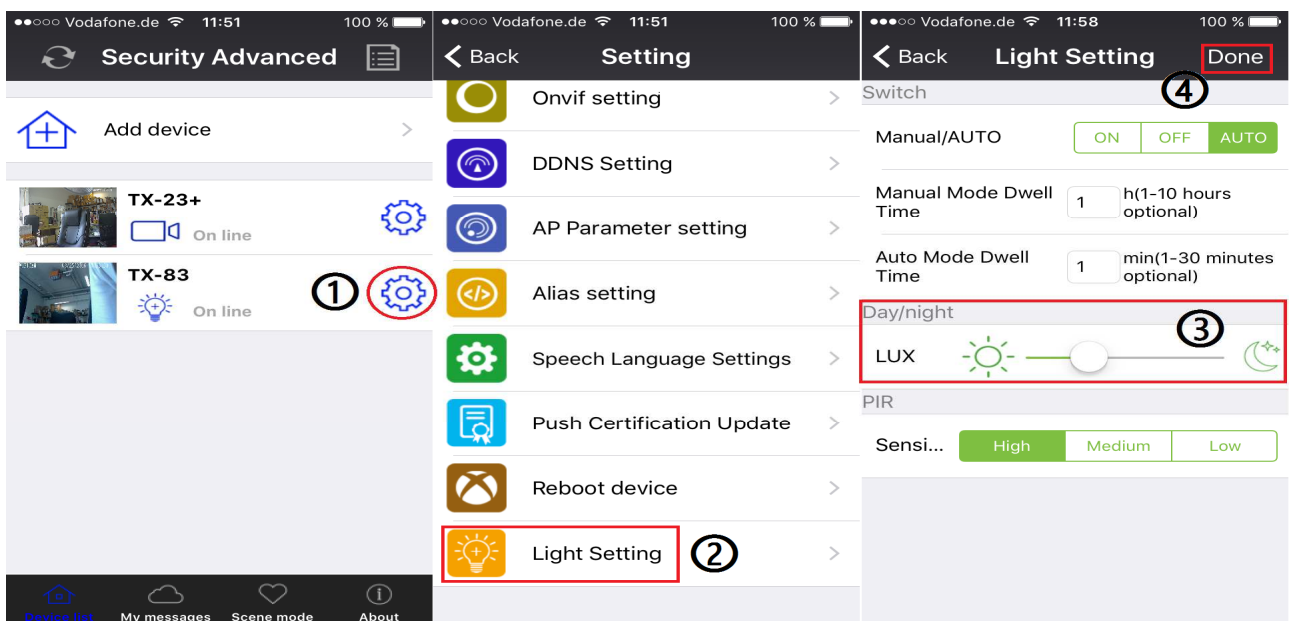 Vodafone.de 11:51 100 %
Security Advanced
Add device
TX-23+
On line
TX-83
On line
1
Device list My messages Scene mode About
Vodafone.de 11:51 100 %
Back Setting
Onvif setting
DDNS Setting
AP Parameter setting
Alias setting
</>
Speech Language Settings
Push Certification Update
Reboot device
Light Setting
2
Vodafone.de 11:58 100 %
Back Light Setting Done
4
Switch
Manual/AUTO ON OFF AUTO
Manual Mode Dwell
Time
1
h(1-10 hours
optional)
Auto Mode Dwell
Time
1
min(1-30 minutes
optional)
Day/night
3
LUX
PIR
Sensi... High Medium Low